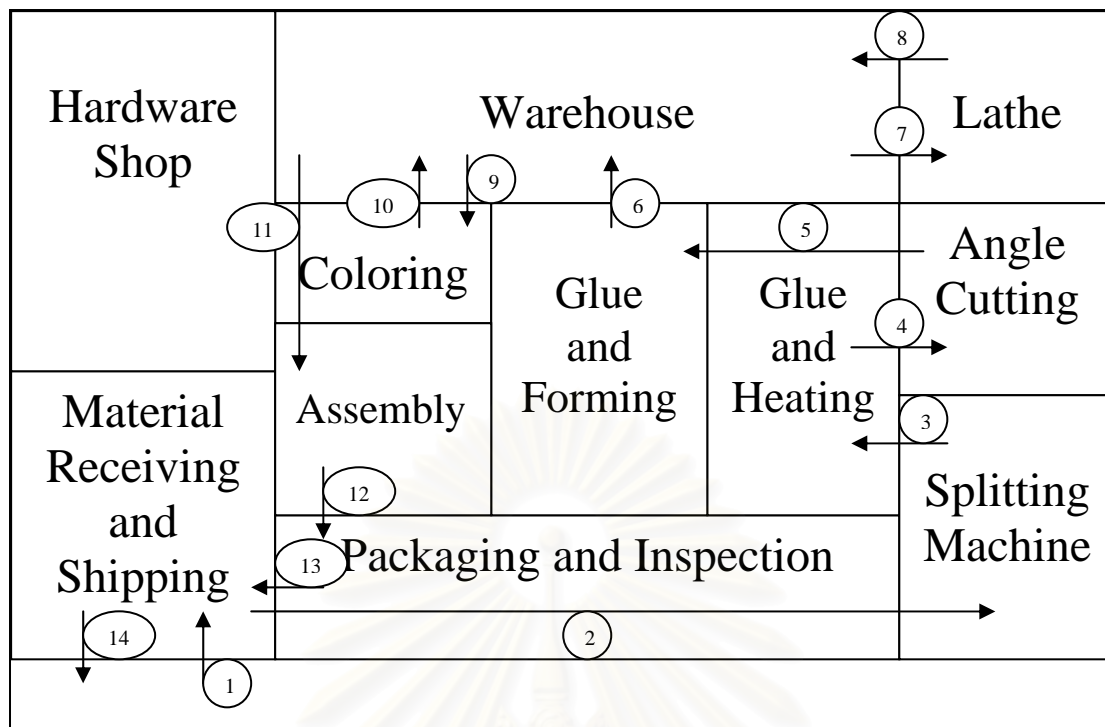 8
Hardware
Shop
Warehouse
Lathe
7
10
9
6
11
5
Coloring
Glue
and
Forming
Glue
and
Heating
Angle
Cutting
4
Material
Receiving
and
Shipping
Assembly
3
12
Splitting
Machine
13
Packaging and Inspection
14
2
1